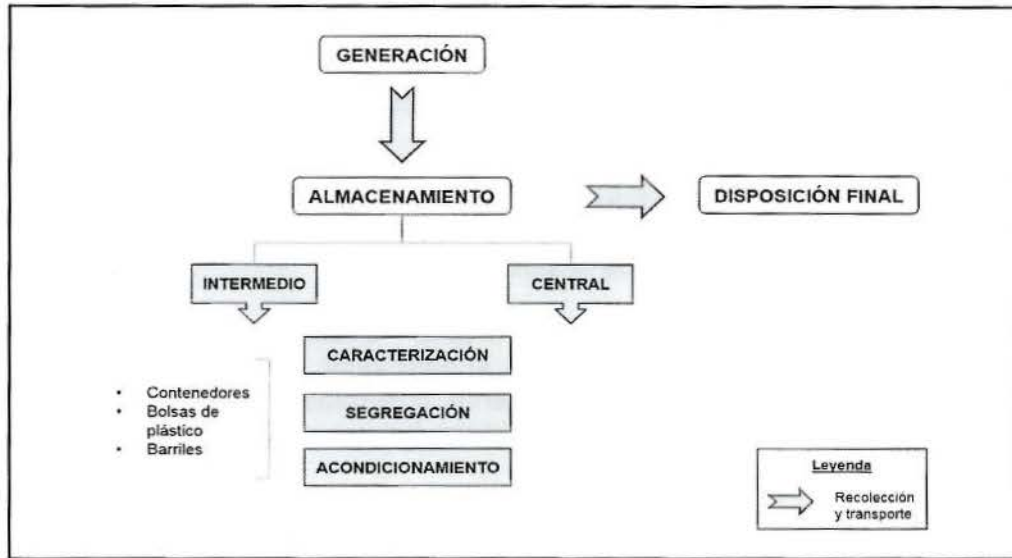 GENERACIÓN
ALMACENAMIENTO
DISPOSICIÓN FINAL
INTERMEDIO
CENTRAL
CARACTERIZACIÓN
• Contenedores
• Bolsas de
plástico
• Barriles
SEGREGACIÓN
ACONDICIONAMIENTO
Leyenda
Recolección
y transporte